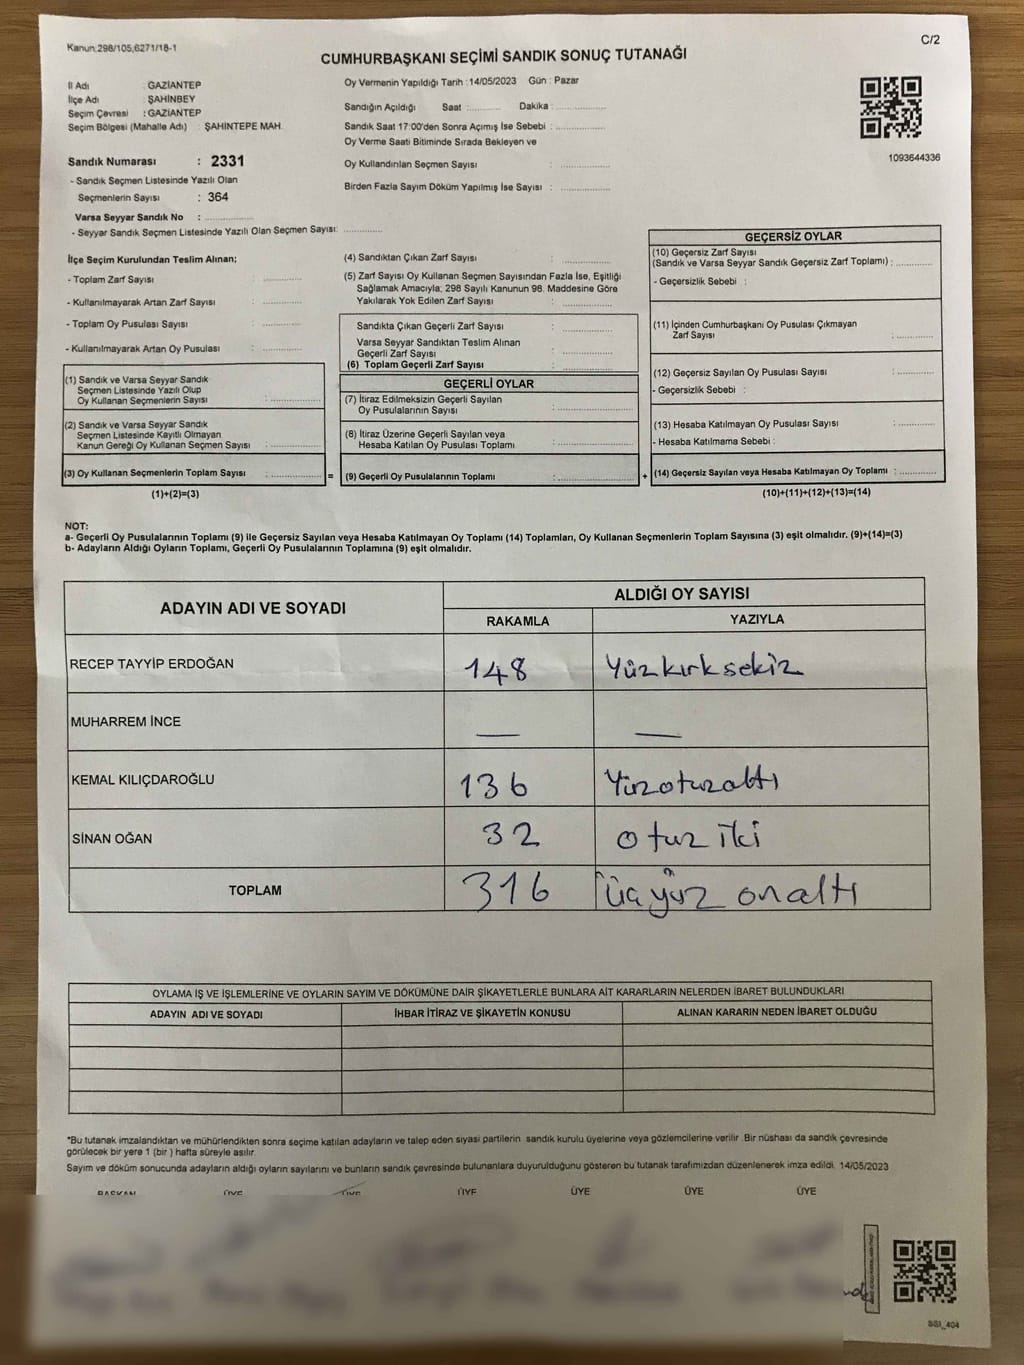 Kanun:298/105,6271/18-1
C/2
CUMHURBAŞKANI SEÇİMİ SANDIK SONUÇ TUTANAĞI
İl Adı : GAZİANTEP
İlçe Adı : ŞAHİNBEY
Seçim Çevresi : GAZİANTEP
Seçim Bölgesi (Mahalle Adı) : ŞAHİNTEPE MAH.
Sandık Numarası : 2331
- Sandık Seçmen Listesinde Yazılı Olan
Seçmenlerin Sayısı : 364
Varsa Seyyar Sandık No : ..............
- Seyyar Sandık Seçmen Listesinde Yazılı Olan Seçmen Sayısı: ............
Oy Vermenin Yapıldığı Tarih : 14/05/2023 Gün : Pazar
Sandığın Açıldığı Saat :.......... Dakika : ................
Sandık Saat 17:00'den Sonra Açımış İse Sebebi : ................
Oy Verme Saati Bitiminde Sırada Bekleyen ve
Oy Kullandırılan Seçmen Sayısı : ................
Birden Fazla Sayım Döküm Yapılmış İse Sayısı : ................
1093644336
İlçe Seçim Kurulundan Teslim Alınan;
- Toplam Zarf Sayısı : ............
- Kullanılmayarak Artan Zarf Sayısı : ............
- Toplam Oy Pusulası Sayısı : ............
- Kullanılmayarak Artan Oy Pusulası : ............
(1) Sandık ve Varsa Seyyar Sandık
Seçmen Listesinde Yazılı Olup
Oy Kullanan Seçmenlerin Sayısı : ................
(2) Sandık ve Varsa Seyyar Sandık
Seçmen Listesinde Kayıtlı Olmayan
Kanun Gereği Oy Kullanan Seçmen Sayısı : ................
(3) Oy Kullanan Seçmenlerin Toplam Sayısı : ................
(1)+(2)=(3)
(4) Sandıktan Çıkan Zarf Sayısı : ................
(5) Zarf Sayısı Oy Kullanan Seçmen Sayısından Fazla İse, Eşitliği
Sağlamak Amacıyla; 298 Sayılı Kanunun 98. Maddesine Göre
Yakılarak Yok Edilen Zarf Sayısı : ................
Sandıkta Çıkan Geçerli Zarf Sayısı : ................
Varsa Seyyar Sandıktan Teslim Alınan
Geçerli Zarf Sayısı : ................
(6) Toplam Geçerli Zarf Sayısı : ................
GEÇERLİ OYLAR
(7) İtiraz Edilmeksizin Geçerli Sayılan
Oy Pusulalarının Sayısı : ................
(8) İtiraz Üzerine Geçerli Sayılan veya
Hesaba Katılan Oy Pusulaları Toplamı : ................
= (9) Geçerli Oy Pusulalarının Toplamı : ................ +
GEÇERSİZ OYLAR
(10) Geçersiz Zarf Sayısı
(Sandık ve Varsa Seyyar Sandık Geçersiz Zarf Toplamı) : ............
- Geçersizlik Sebebi :
(11) İçinden Cumhurbaşkanı Oy Pusulası Çıkmayan
Zarf Sayısı : ............
(12) Geçersiz Sayılan Oy Pusulası Sayısı : ............
- Geçersizlik Sebebi :
(13) Hesaba Katılmayan Oy Pusulası Sayısı : ............
- Hesaba Katılmama Sebebi :
(14) Geçersiz Sayılan veya Hesaba Katılmayan Oy Toplamı : ............
(10)+(11)+(12)+(13)=(14)
NOT:
a- Geçerli Oy Pusulalarının Toplamı (9) ile Geçersiz Sayılan veya Hesaba Katılmayan Oy Toplamı (14) Toplamları, Oy Kullanan Seçmenlerin Toplam Sayısına (3) eşit olmalıdır. (9)+(14)=(3)
b- Adayların Aldığı Oyların Toplamı, Geçerli Oy Pusulalarının Toplamına (9) eşit olmalıdır.
ADAYIN ADI VE SOYADI
ALDIĞI OY SAYISI
RAKAMLA YAZIYLA
RECEP TAYYİP ERDOĞAN 148 Yüzkırksekiz
MUHARREM İNCE — —
KEMAL KILIÇDAROĞLU 136 Yüzotuzaltı
SİNAN OĞAN 32 otuz iki
TOPLAM 316 üçyüz onaltı
OYLAMA İŞ VE İŞLEMLERİNE VE OYLARIN SAYIM VE DÖKÜMÜNE DAİR ŞİKAYETLERLE BUNLARA AİT KARARLARIN NELERDEN İBARET BULUNDUKLARI
ADAYIN ADI VE SOYADI İHBAR İTİRAZ VE ŞİKAYETİN KONUSU ALINAN KARARIN NEDEN İBARET OLDUĞU
*Bu tutanak imzalandıktan ve mühürlendikten sonra seçime katılan adayların ve talep eden siyasi partilerin sandık kurulu üyelerine veya gözlemcilerine verilir. Bir nüshası da sandık çevresinde
görülecek bir yere 1 (bir ) hafta süreyle asılır.
Sayım ve döküm sonucunda adayların aldığı oyların sayılarını ve bunların sandık çevresinde bulunanlara duyurulduğunu gösteren bu tutanak tarafımızdan düzenlenerek imza edildi. 14/05/2023
BAŞKAN ÜYE ÜYE ÜYE ÜYE ÜYE ÜYE
SSI_404